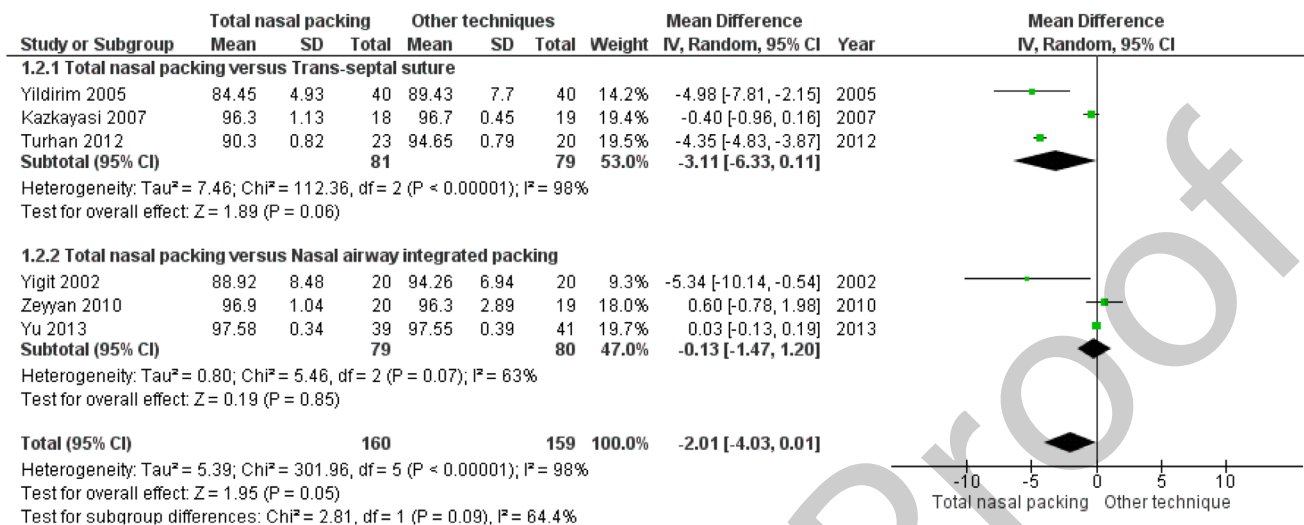 Total nasal packing Other techniques Mean Difference Mean Difference
Study or Subgroup Mean SD Total Mean SD Total Weight IV, Random, 95% CI Year IV, Random, 95% CI
1.2.1 Total nasal packing versus Trans-septal suture
Yildirim 2005 84.45 4.93 40 89.43 7.7 40 14.2% -4.98 [-7.81, -2.15] 2005
Kazkayasi 2007 96.3 1.13 18 96.7 0.45 19 19.4% -0.40 [-0.96, 0.16] 2007
Turhan 2012 90.3 0.82 23 94.65 0.79 20 19.5% -4.35 [-4.83, -3.87] 2012
Subtotal (95% CI) 81 79 53.0% -3.11 [-6.33, 0.11]
Heterogeneity: Tau² = 7.46; Chi² = 112.36, df = 2 (P < 0.00001); I² = 98%
Test for overall effect: Z = 1.89 (P = 0.06)
1.2.2 Total nasal packing versus Nasal airway integrated packing
Yigit 2002 88.92 8.48 20 94.26 6.94 20 9.3% -5.34 [-10.14, -0.54] 2002
Zeyyan 2010 96.9 1.04 20 96.3 2.89 19 18.0% 0.60 [-0.78, 1.98] 2010
Yu 2013 97.58 0.34 39 97.55 0.39 41 19.7% 0.03 [-0.13, 0.19] 2013
Subtotal (95% CI) 79 80 47.0% -0.13 [-1.47, 1.20]
Heterogeneity: Tau² = 0.80; Chi² = 5.46, df = 2 (P = 0.07); I² = 63%
Test for overall effect: Z = 0.19 (P = 0.85)
Total (95% CI) 160 159 100.0% -2.01 [-4.03, 0.01]
Heterogeneity: Tau² = 5.39; Chi² = 301.96, df = 5 (P < 0.00001); I² = 98%
Test for overall effect: Z = 1.95 (P = 0.05)
Test for subgroup differences: Chi² = 2.81, df = 1 (P = 0.09), I² = 64.4%
-10 -5 0 5 10
Total nasal packing Other technique
Proof